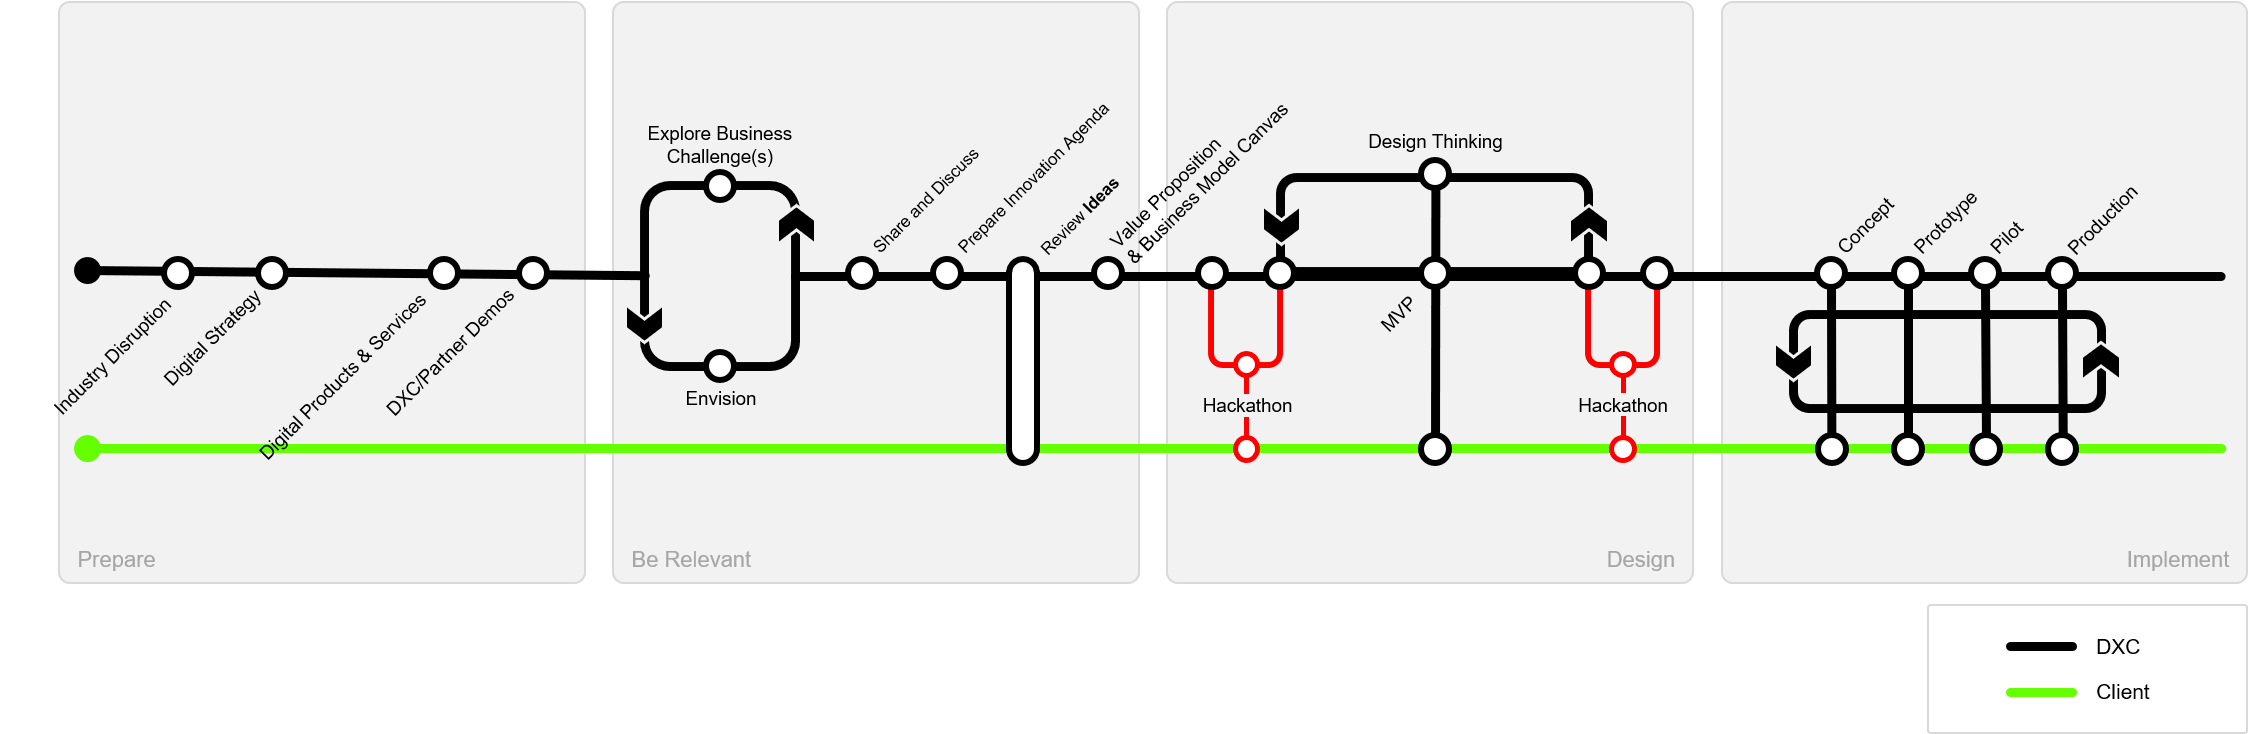 Industry Disruption
Digital Strategy
Digital Products & Services
DXC/Partner Demos
Prepare
Explore Business
Challenge(s)
Envision
Share and Discuss
Prepare Innovation Agenda
Review Ideas
Value Proposition
& Business Model Canvas
Be Relevant
Design Thinking
MVP
Hackathon
Hackathon
Design
Concept
Prototype
Pilot
Production
Implement
DXC
Client